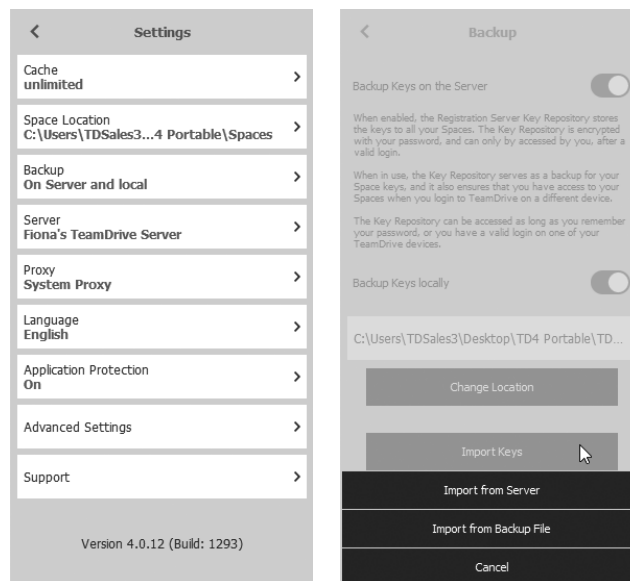 Settings
Cache
unlimited
Space Location
C:\Users\TDSales3...4 Portable\Spaces
Backup
On Server and local
Server
Fiona's TeamDrive Server
Proxy
System Proxy
Language
English
Application Protection
On
Advanced Settings
Support
Version 4.0.12 (Build: 1293)
Backup
Backup Keys on the Server
When enabled, the Registration Server Key Repository stores
the keys to all your Spaces. The Key Repository is encrypted
with your password, and can only by accessed by you, after a
valid login.
When in use, the Key Repository serves as a backup for your
Space keys, and it also ensures that you have access to your
Spaces when you login to TeamDrive on a different device.
The Key Repository can be accessed as long as you remember
your password, or you have a valid login on one of your
TeamDrive devices.
Backup Keys locally
C:\Users\TDSales3\Desktop\TD4 Portable\TD...
Change Location
Import Keys
Import from Server
Import from Backup File
Cancel